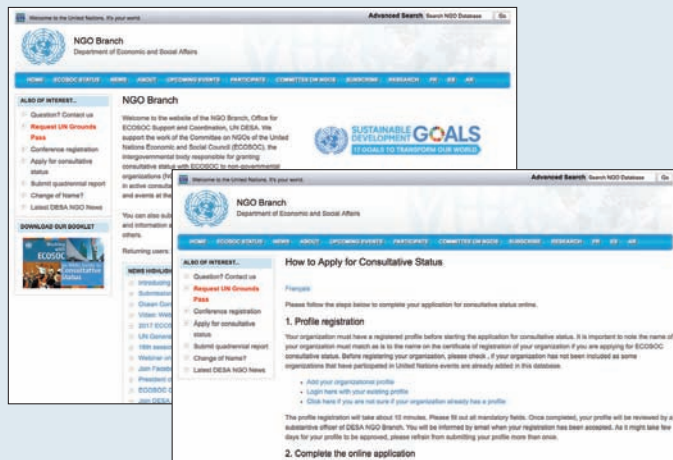 Welcome to the United Nations. It's your world.
Advanced Search Search NGO Database Go
NGO Branch
Department of Economic and Social Affairs
HOME ECOSOC STATUS NEWS ABOUT UPCOMING EVENTS PARTICIPATE COMMITTEE ON NGOS SUBSCRIBE RESEARCH FR ES AR
ALSO OF INTEREST...
Question? Contact us
Request UN Grounds
Pass
Conference registration
Apply for consultative
status
Submit quadrennial report
Change of Name?
Latest DESA NGO News
DOWNLOAD OUR BOOKLET
Working
with
ECOSOC
Consultative
Status
NGO Branch
Welcome to the website of the NGO Branch, Office for
ECOSOC Support and Coordination, UN DESA. We
support the work of the Committee on NGOs of the United
Nations Economic and Social Council (ECOSOC), the
intergovernmental body responsible for granting
consultative status with ECOSOC to non-governmental
organizations
in active
and events at the
You can also
and information
others.
Returning users:
SUSTAINABLE
DEVELOPMENT GOALS
17 GOALS TO TRANSFORM OUR WORLD
NEWS
Introducing
Video:
2017
UN
Webinar on
Join
President
ECOSOC
Join DESA
Welcome to the United Nations. It's your world.
Advanced Search Search NGO Database Go
NGO Branch
Department of Economic and Social Affairs
HOME ECOSOC STATUS NEWS ABOUT UPCOMING EVENTS PARTICIPATE COMMITTEE ON NGOS SUBSCRIBE RESEARCH FR ES AR
ALSO OF INTEREST...
Question? Contact us
Request UN Grounds
Pass
Conference registration
Apply for consultative
status
Submit quadrennial report
Change of Name?
Latest DESA NGO News
How to Apply for Consultative Status
Français
Please follow the steps below to complete your application for consultative status online.
1. Profile registration
Your organization must have a registered profile before starting the application for consultative status. It is important to note the name of
your organization must match as is to the name on the certificate of registration of your organization if you are applying for ECOSOC
consultative status. Before registering your organization, please check , if your organization has not been included as some
organizations that have participated in United Nations events are already added in this database.
Add your organizational profile
Login here with your existing profile
Click here if you are not sure if your organization already has a profile
The profile registration will take about 10 minutes. Please fill out all mandatory fields. Once completed, your profile will be reviewed by a
substantive officer of DESA NGO Branch. You will be informed by email when your registration has been accepted. As it might take few
days for your profile to be approved, please refrain from submitting your profile more than once.
2. Complete the online application